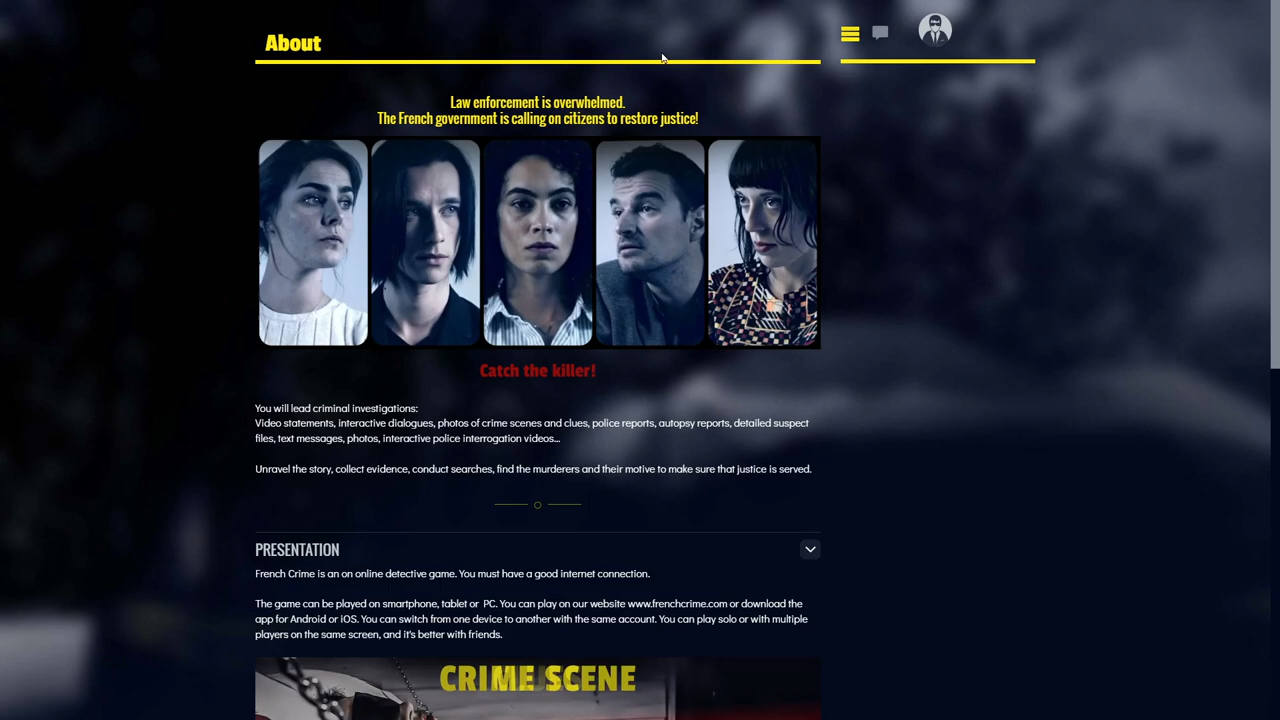 About
Law enforcement is overwhelmed.
The French government is calling on citizens to restore justice!
Catch the killer!
You will lead criminal investigations:
Video statements, interactive dialogues, photos of crime scenes and clues, police reports, autopsy reports, detailed suspect
files, text messages, photos, interactive police interrogation videos...
Unravel the story, collect evidence, conduct searches, find the murderers and their motive to make sure that justice is served.
PRESENTATION
French Crime is an on online detective game. You must have a good internet connection.
The game can be played on smartphone, tablet or PC. You can play on our website www.frenchcrime.com or download the
app for Android or iOS. You can switch from one device to another with the same account. You can play solo or with multiple
players on the same screen, and it's better with friends.
CRIME SCENE